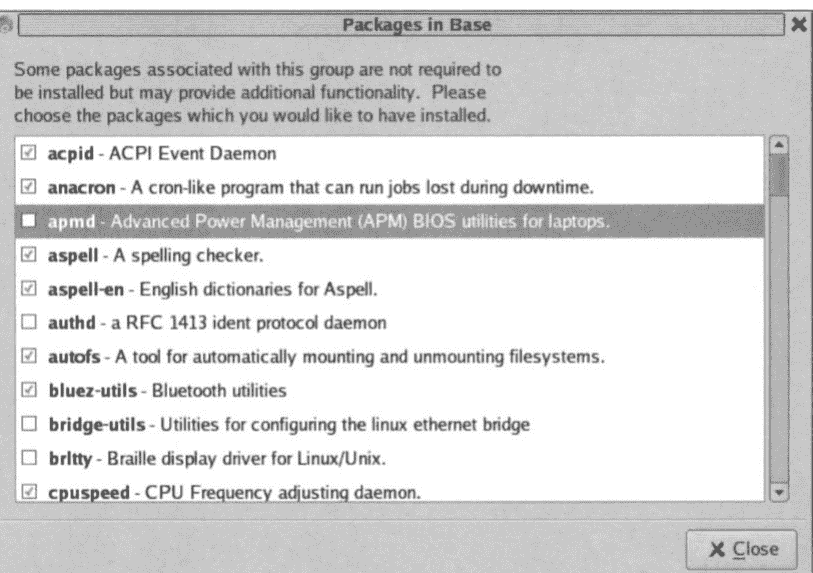 Packages in Base
Some packages associated with this group are not required to
be installed but may provide additional functionality.  Please
choose the packages which you would like to have installed.
acpid - ACPI Event Daemon
anacron - A cron-like program that can run jobs lost during downtime.
apmd - Advanced Power Management (APM) BIOS utilities for laptops.
aspell - A spelling checker.
aspell-en - English dictionaries for Aspell.
authd - a RFC 1413 ident protocol daemon
autofs - A tool for automatically mounting and unmounting filesystems.
bluez-utils - Bluetooth utilities
bridge-utils - Utilities for configuring the linux ethernet bridge
brltty - Braille display driver for Linux/Unix.
cpuspeed - CPU Frequency adjusting daemon.
Close